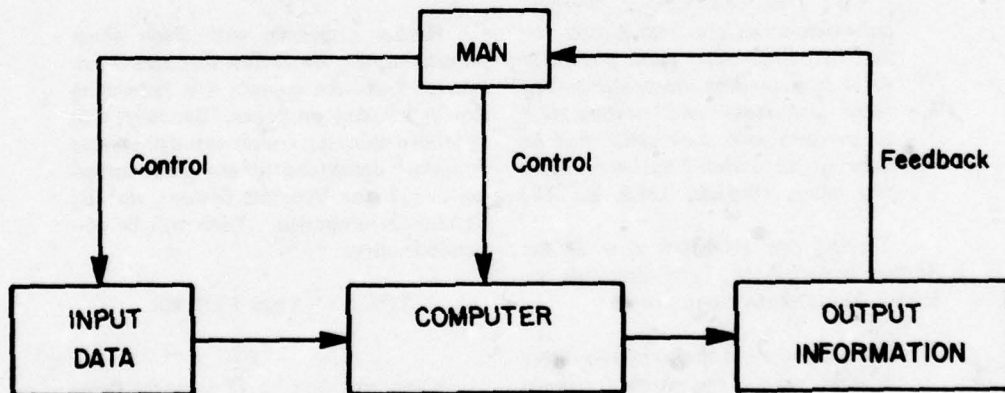 MAN
Control
Control
Feedback
INPUT
DATA
COMPUTER
OUTPUT
INFORMATION